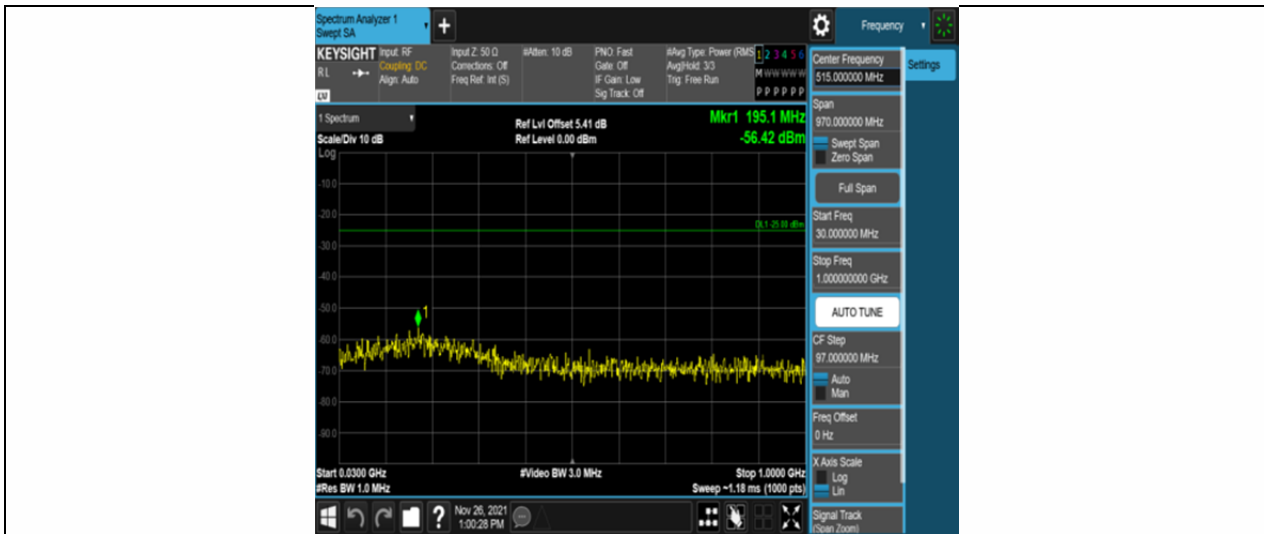 Spectrum Analyzer 1
Swept SA
Frequency
KEYSIGHT
R L
Input: RF
Coupling: DC
Align: Auto
Input Z: 50 Ω
Corrections: Off
Freq Ref: Int (S)
#Atten: 10 dB
PNO: Fast
Gate: Off
IF Gain: Low
Sig Track: Off
#Avg Type: Power (RMS
Avg|Hold: 3/3
Trig: Free Run
1 2 3 4 5 6
M W W W W W
P P P P P P
Center Frequency
515.000000 MHz
Settings
Span
970.000000 MHz
Swept Span
Zero Span
Full Span
Start Freq
30.000000 MHz
Stop Freq
1.000000000 GHz
AUTO TUNE
CF Step
97.000000 MHz
Auto
Man
Freq Offset
0 Hz
X Axis Scale
Log
Lin
Signal Track
(Span Zoom)
1 Spectrum
Scale/Div 10 dB
Log
Ref Lvl Offset 5.41 dB
Ref Level 0.00 dBm
Mkr1 195.1 MHz
-56.42 dBm
-10.0
-20.0
DL1 -25.00 dBm
-30.0
-40.0
-50.0
1
-60.0
-70.0
-80.0
-90.0
Start 0.0300 GHz
#Res BW 1.0 MHz
#Video BW 3.0 MHz
Stop 1.0000 GHz
Sweep ~1.18 ms (1000 pts)
?
Nov 26, 2021
1:00:28 PM